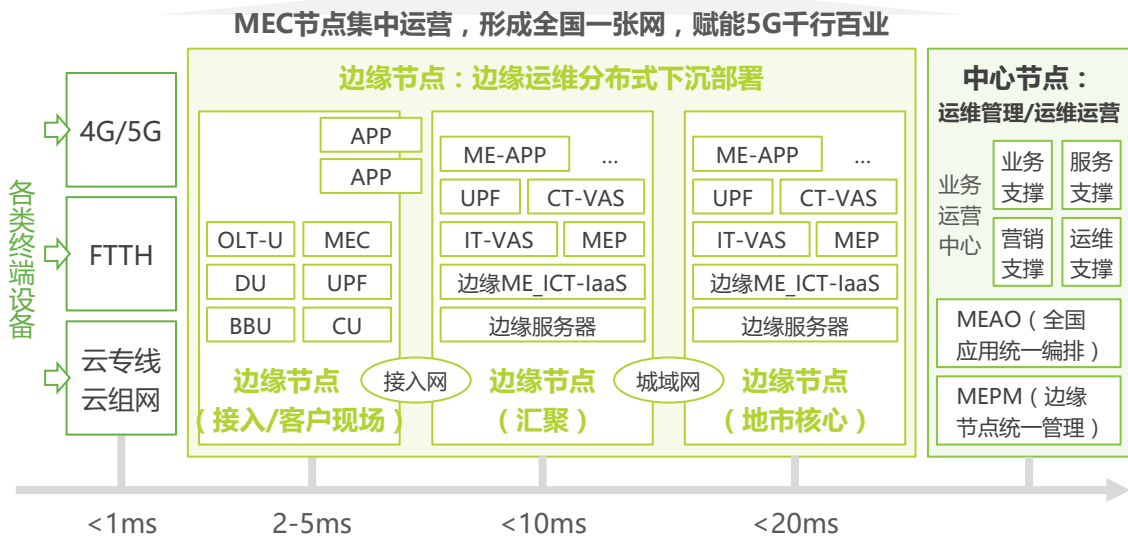 MEC节点集中运营，形成全国一张网，赋能5G千行百业
各类终端设备
4G/5G
FTTH
云专线
云组网
边缘节点：边缘运维分布式下沉部署
APP
APP
OLT-U
MEC
DU
UPF
BBU
CU
边缘节点
（接入/客户现场）
接入网
ME-APP
...
UPF
CT-VAS
IT-VAS
MEP
边缘ME_ICT-IaaS
边缘服务器
边缘节点
（汇聚）
城域网
ME-APP
...
UPF
CT-VAS
IT-VAS
MEP
边缘ME_ICT-IaaS
边缘服务器
边缘节点
（地市核心）
中心节点：
运维管理/运维运营
业务
运营
中心
业务
支撑
服务
支撑
营销
支撑
运维
支撑
MEAO（全国
应用统一编排）
MEPM（边缘
节点统一管理）
<1ms
2-5ms
<10ms
<20ms